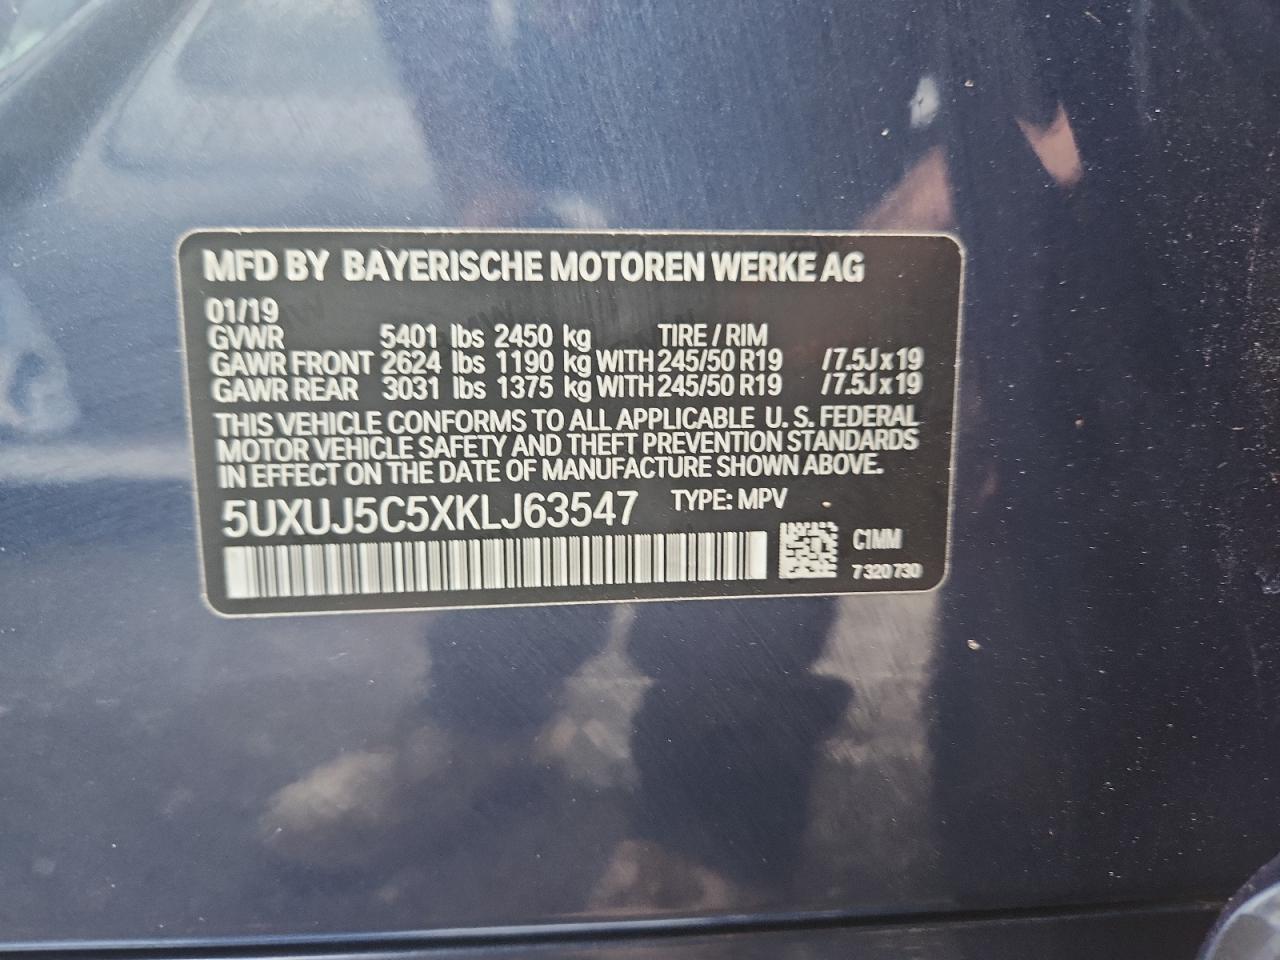 MFD BY BAYERISCHE MOTOREN WERKE AG
01/19
GVWR 5401 lbs 2450 kg TIRE / RIM
GAWR FRONT 2624 lbs 1190 kg WITH 245/50 R19 / 7.5J x 19
GAWR REAR 3031 lbs 1375 kg WITH 245/50 R19 / 7.5J x 19
THIS VEHICLE CONFORMS TO ALL APPLICABLE U. S. FEDERAL
MOTOR VEHICLE SAFETY AND THEFT PREVENTION STANDARDS
IN EFFECT ON THE DATE OF MANUFACTURE SHOWN ABOVE.
5UXUJ5C5XKLJ63547 TYPE: MPV
C1MM
7 320 730